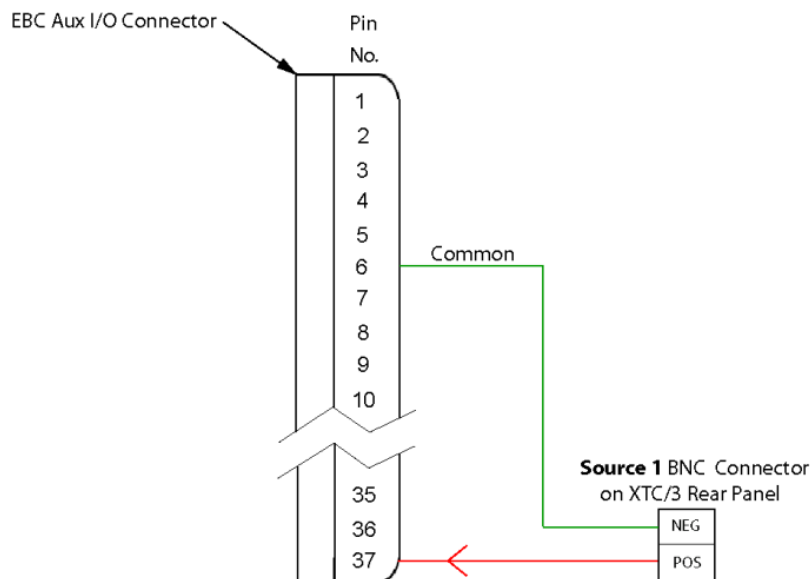 EBC Aux I/O Connector
Pin
No.
1
2
3
4
5
Common
6
7
8
9
10
Source 1 BNC Connector
on XTC/3 Rear Panel
35
36
NEG
37
POS